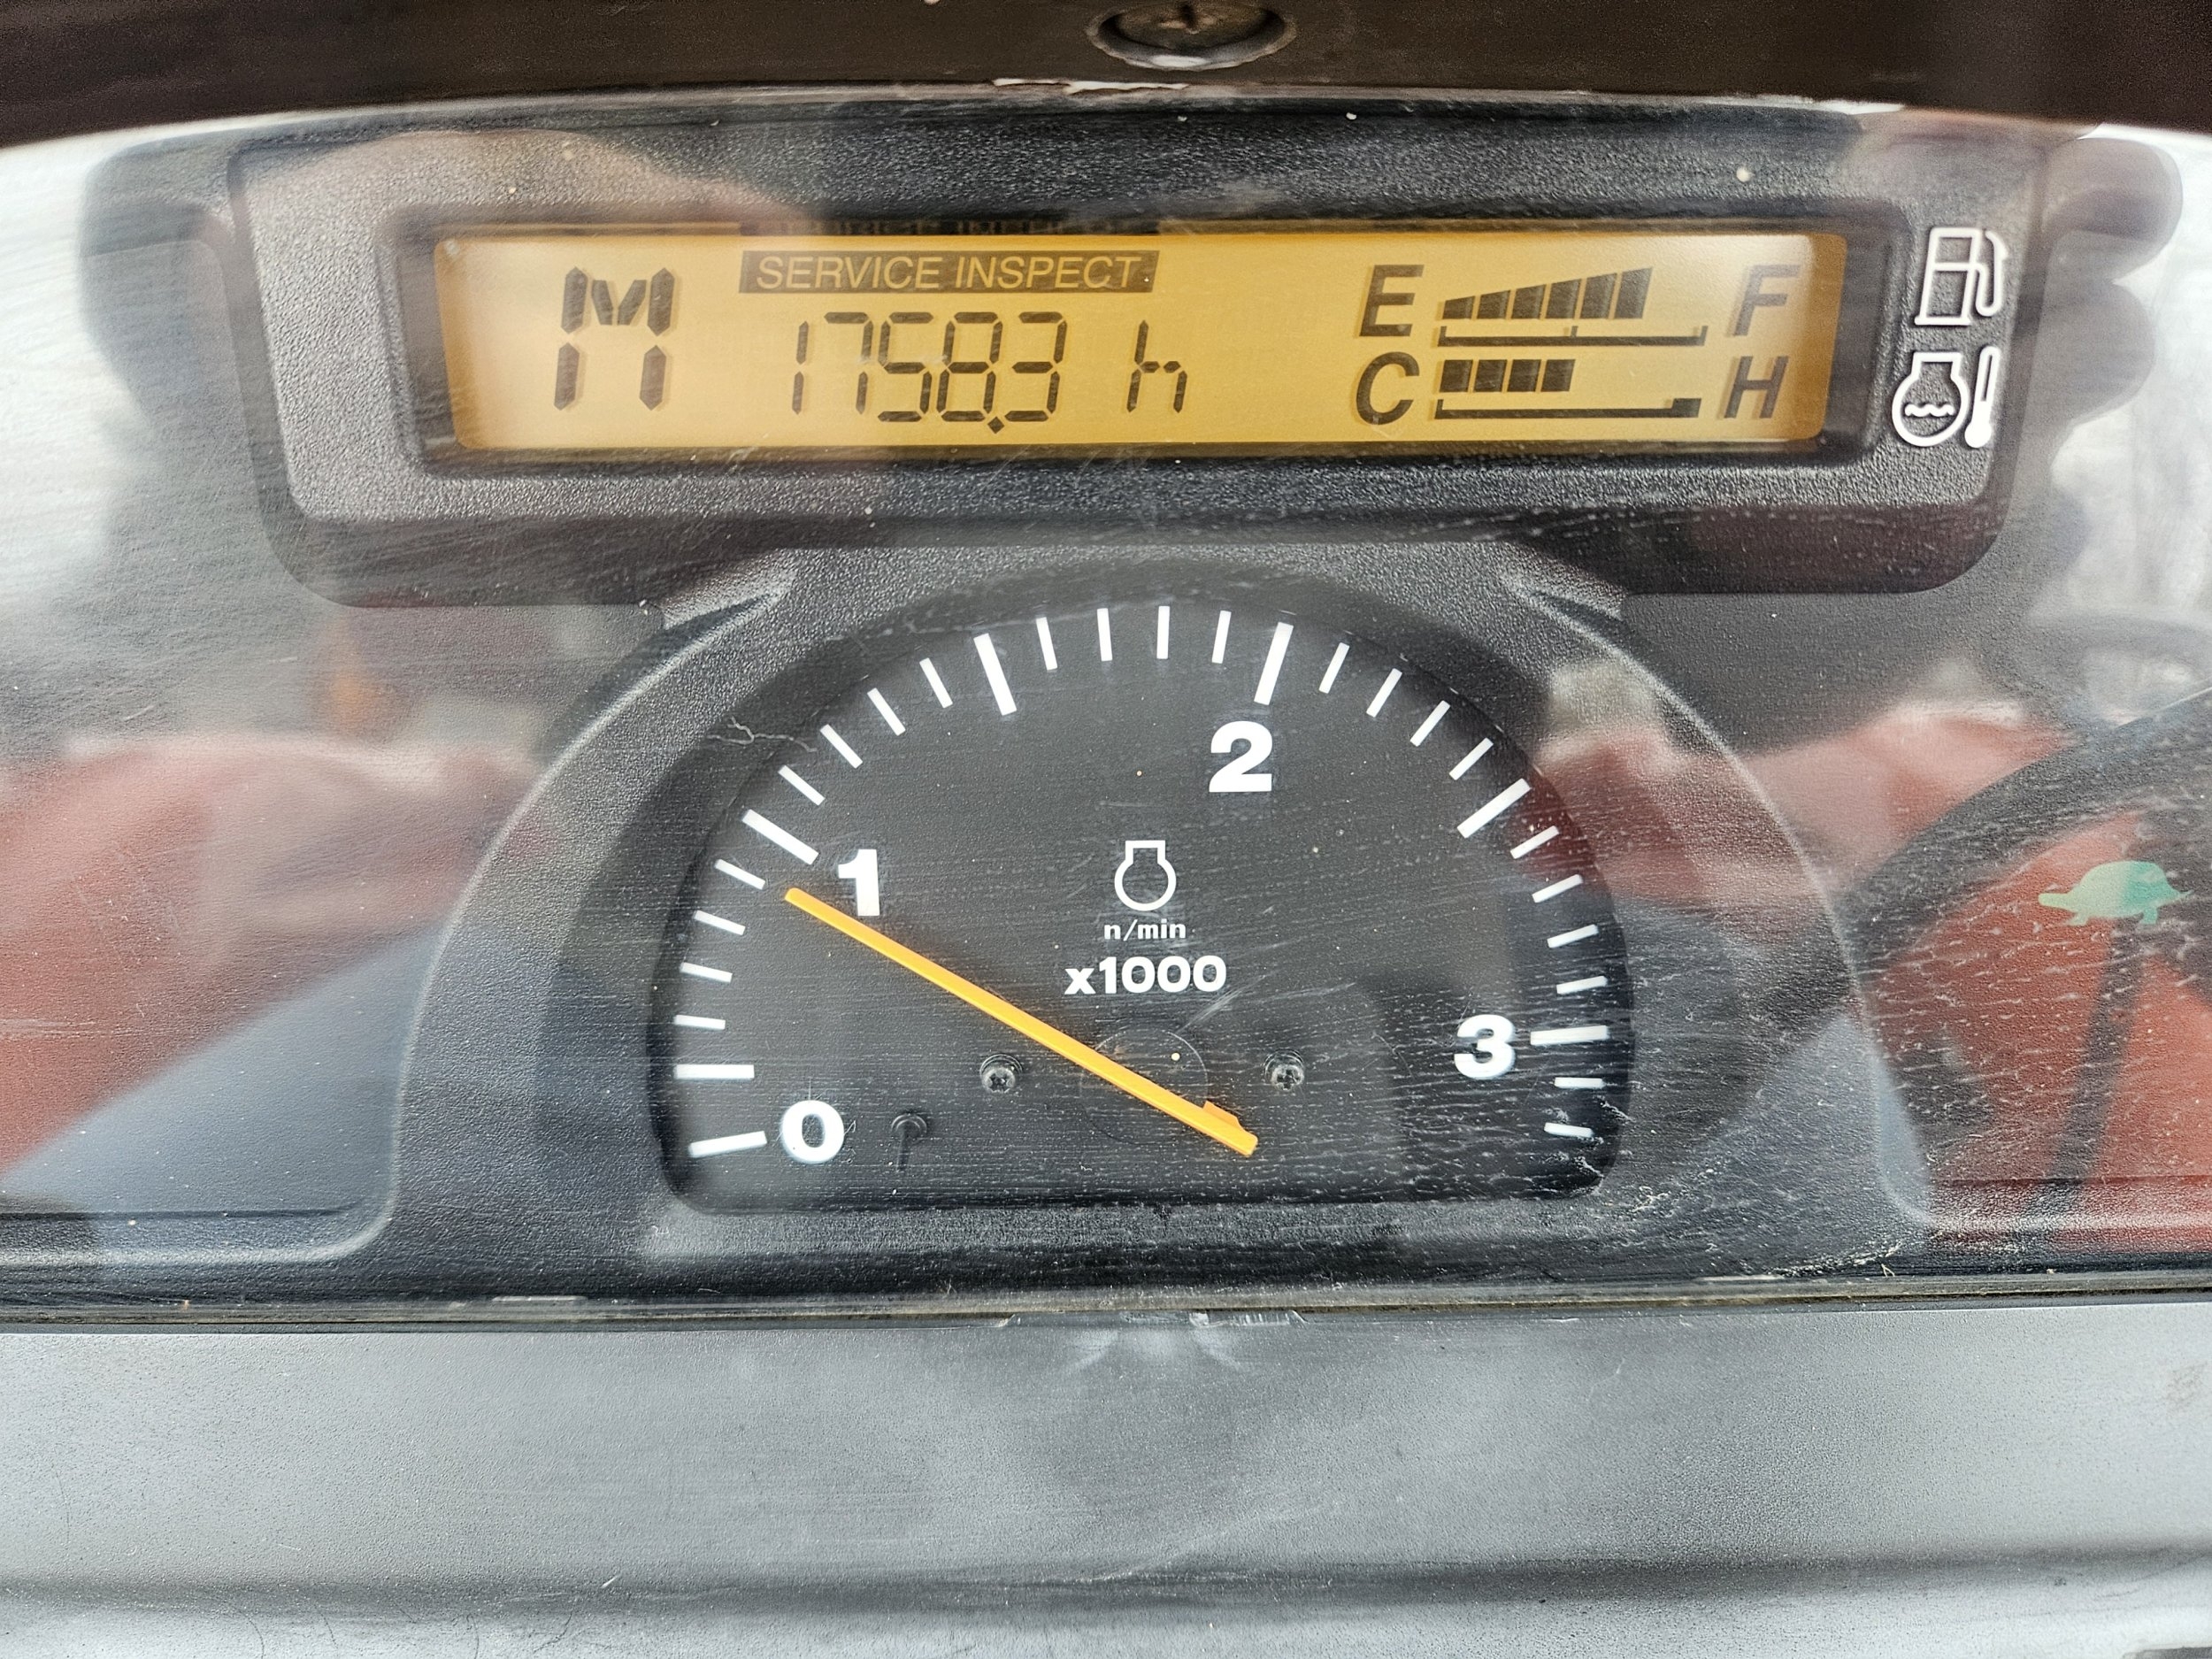 SERVICE INSPECT
M 1758.3 h
E F
C H
2
1
n/min
x1000
3
0